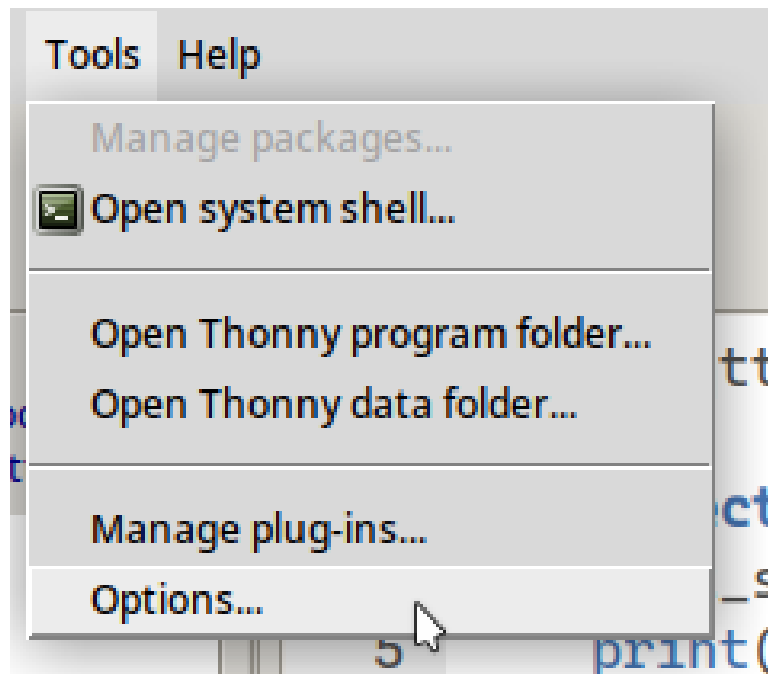 Tools Help
Manage packages...
Open system shell...
Open Thonny program folder...
Open Thonny data folder...
Manage plug-ins...
Options...
5 print(